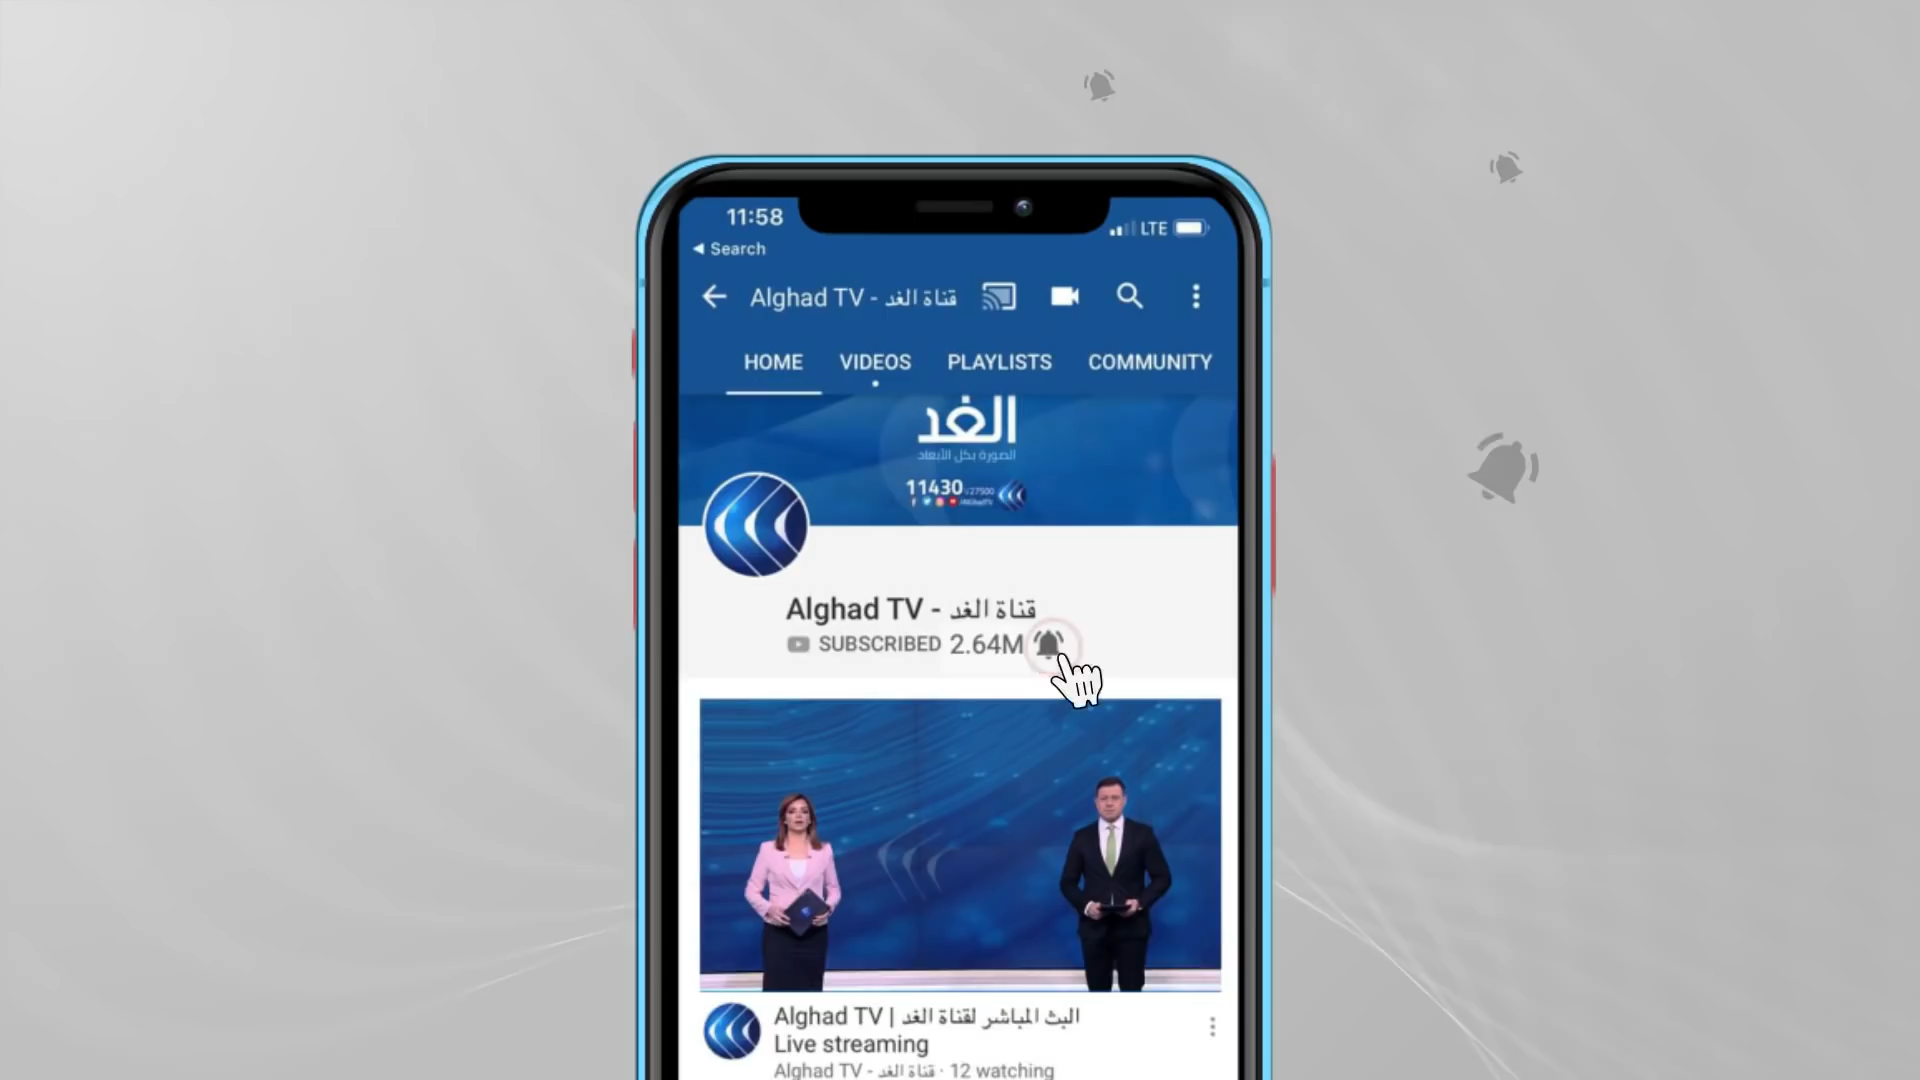 11:58
LTE
◀ Search
Alghad TV - قناة الغد
HOME VIDEOS PLAYLISTS COMMUNITY
الغد
الصورة بكل الأبعاد
11430
27500
Alghad TV - قناة الغد
SUBSCRIBED 2.64M
Alghad TV | البث المباشر لقناة الغد
Live streaming
Alghad TV - قناة الغد · 12 watching